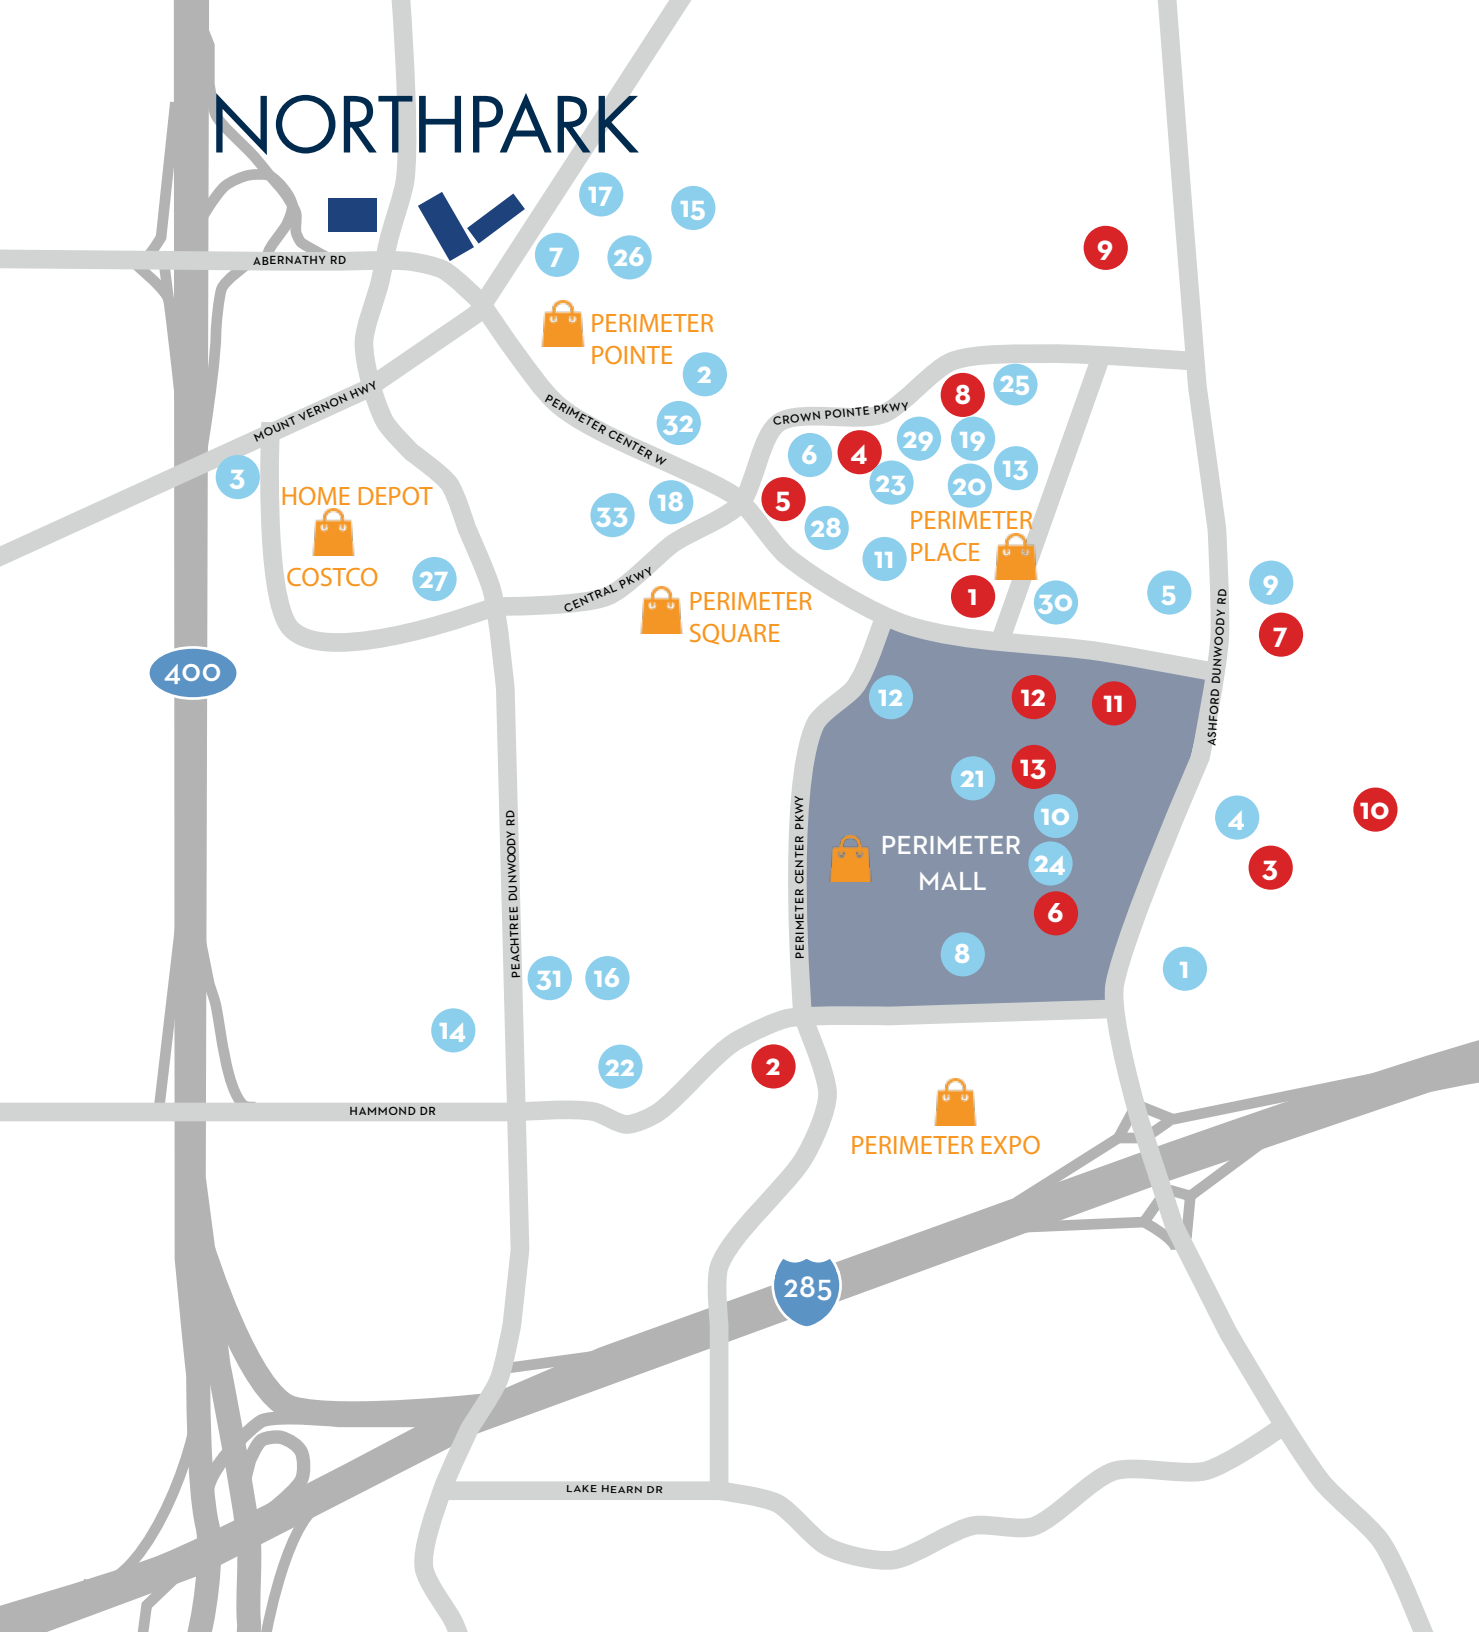 NORTHPARK
17
15
9
7
26
ABERNATHY RD
PERIMETER
POINTE
2
8
25
MOUNT VERNON HWY
PERIMETER CENTER W
CROWN POINTE PKWY
32
29
19
6
4
13
3
23
20
HOME DEPOT
5
18
33
28
PERIMETER
PLACE
11
COSTCO
27
CENTRAL PKWY
PERIMETER
SQUARE
1
30
5
9
7
ASHFORD DUNWOODY RD
400
12
12
11
21
13
10
4
10
PERIMETER
MALL
24
3
PERIMETER CENTER PKWY
PEACHTREE DUNWOODY RD
6
8
1
31
16
14
22
2
HAMMOND DR
PERIMETER EXPO
285
LAKE HEARN DR